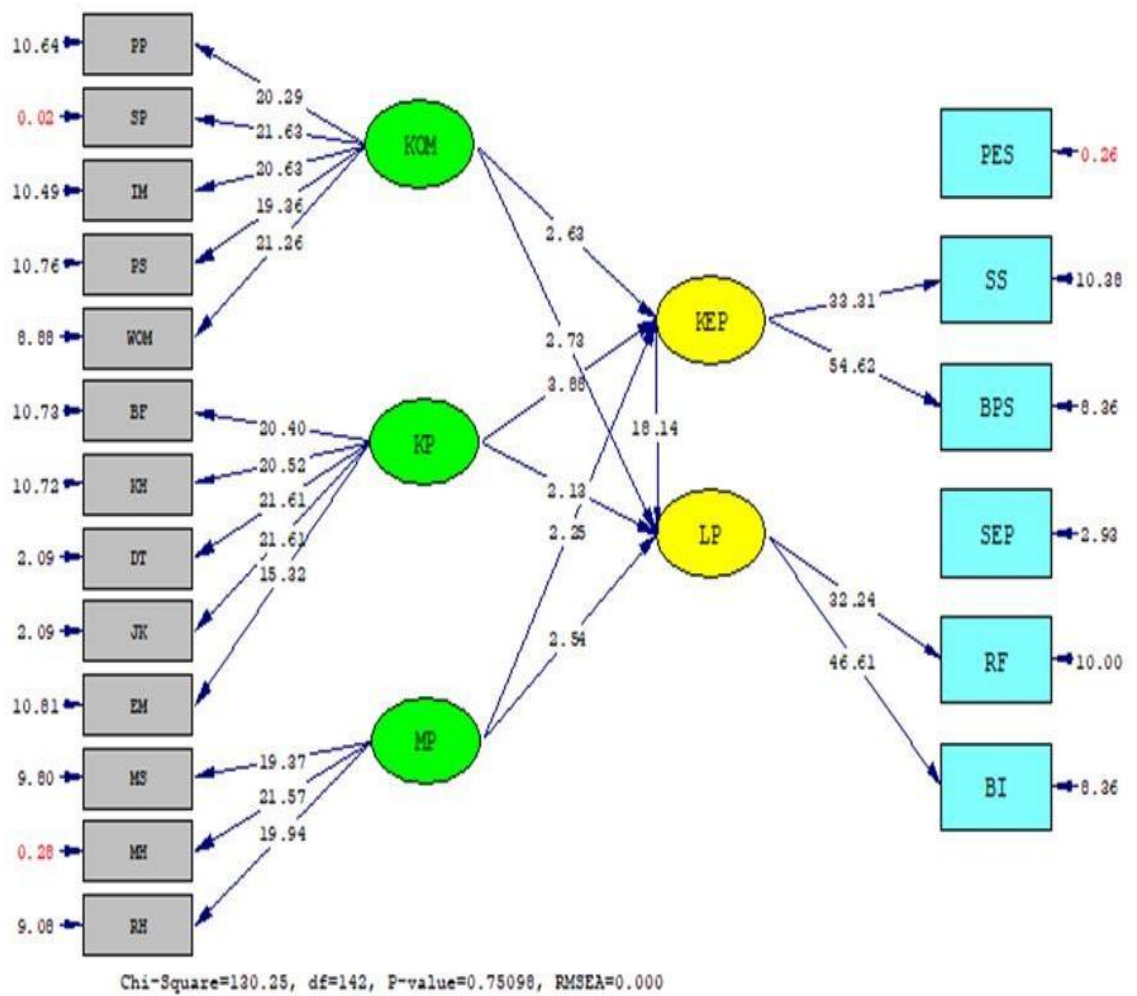 10.64 PP
0.02 SP
10.49 IM
10.76 PS
8.88 WOM
10.73 BF
10.72 KH
2.09 DT
2.09 JK
10.81 EM
9.80 MS
0.28 MH
9.08 RH
20.29
21.63
20.63
19.36
21.26
20.40
20.52
21.61
21.61
15.32
19.37
21.57
19.94
KOM
KP
MP
2.63
2.73
3.88
2.13
2.25
2.54
KEP
18.14
LP
33.31
54.62
32.24
46.61
PES 0.26
SS 10.38
BPS 8.36
SEP 2.93
RF 10.00
BI 8.36
Chi-Square=130.25, df=142, P-value=0.75098, RMSEA=0.000